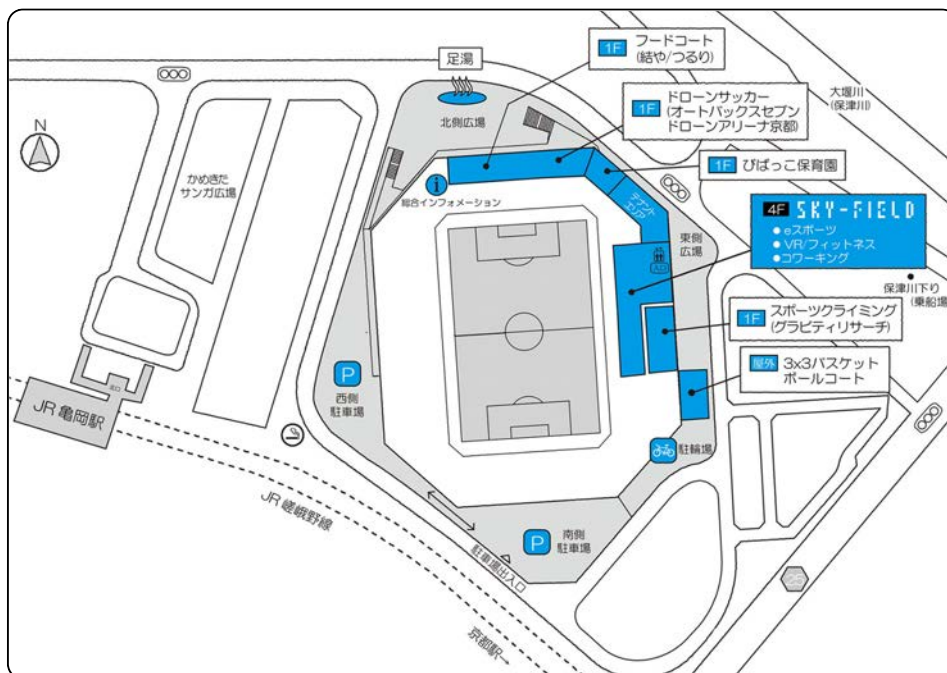 足湯
1F フードコート
(結や/つるり)
大堰川
(保津川)
1F ドローンサッカー
(オートバックスセブン
ドローンアリーナ京都)
北側広場
N
1F びばっこ保育園
かめきた
サンガ広場
i
総合インフォメーション
テナント
エリア
4F SKY-FIELD
●eスポーツ
●VR/フィットネス
●コワーキング
東側
広場
入口
保津川下り
(乗船場
1F スポーツクライミング
(グラビティリサーチ)
屋外 3x3バスケット
ボールコート
P
西側
駐車場
北口
JR亀岡駅
駐輪場
JR嵯峨野線
P
南側
駐車場
駐車場出入口
25
京都駅→